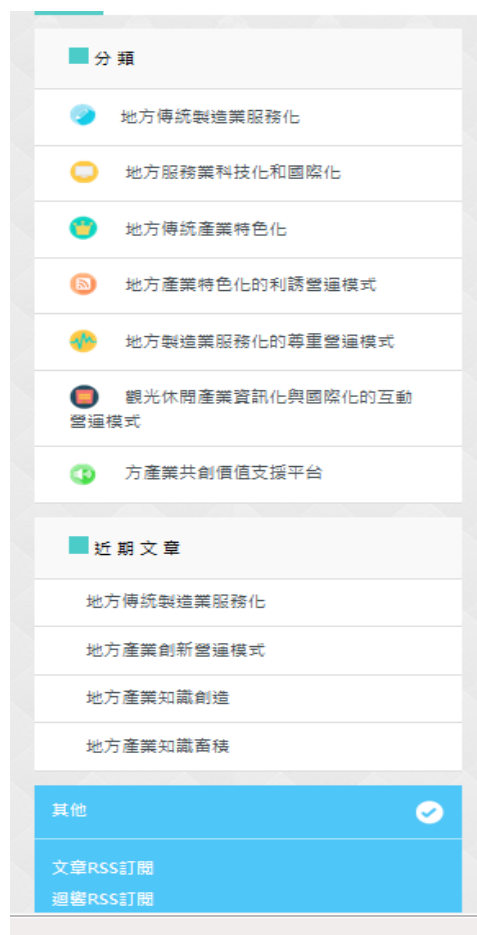 分類
地方傳統製造業服務化
地方服務業科技化和國際化
地方傳統產業特色化
地方產業特色化的利誘營運模式
地方製造業服務化的尊重營運模式
觀光休閒產業資訊化與國際化的互動
營運模式
方產業共創價值支援平台
近期文章
地方傳統製造業服務化
地方產業創新營運模式
地方產業知識創造
地方產業知識畜積
其他
文章RSS訂閱
迴響RSS訂閱